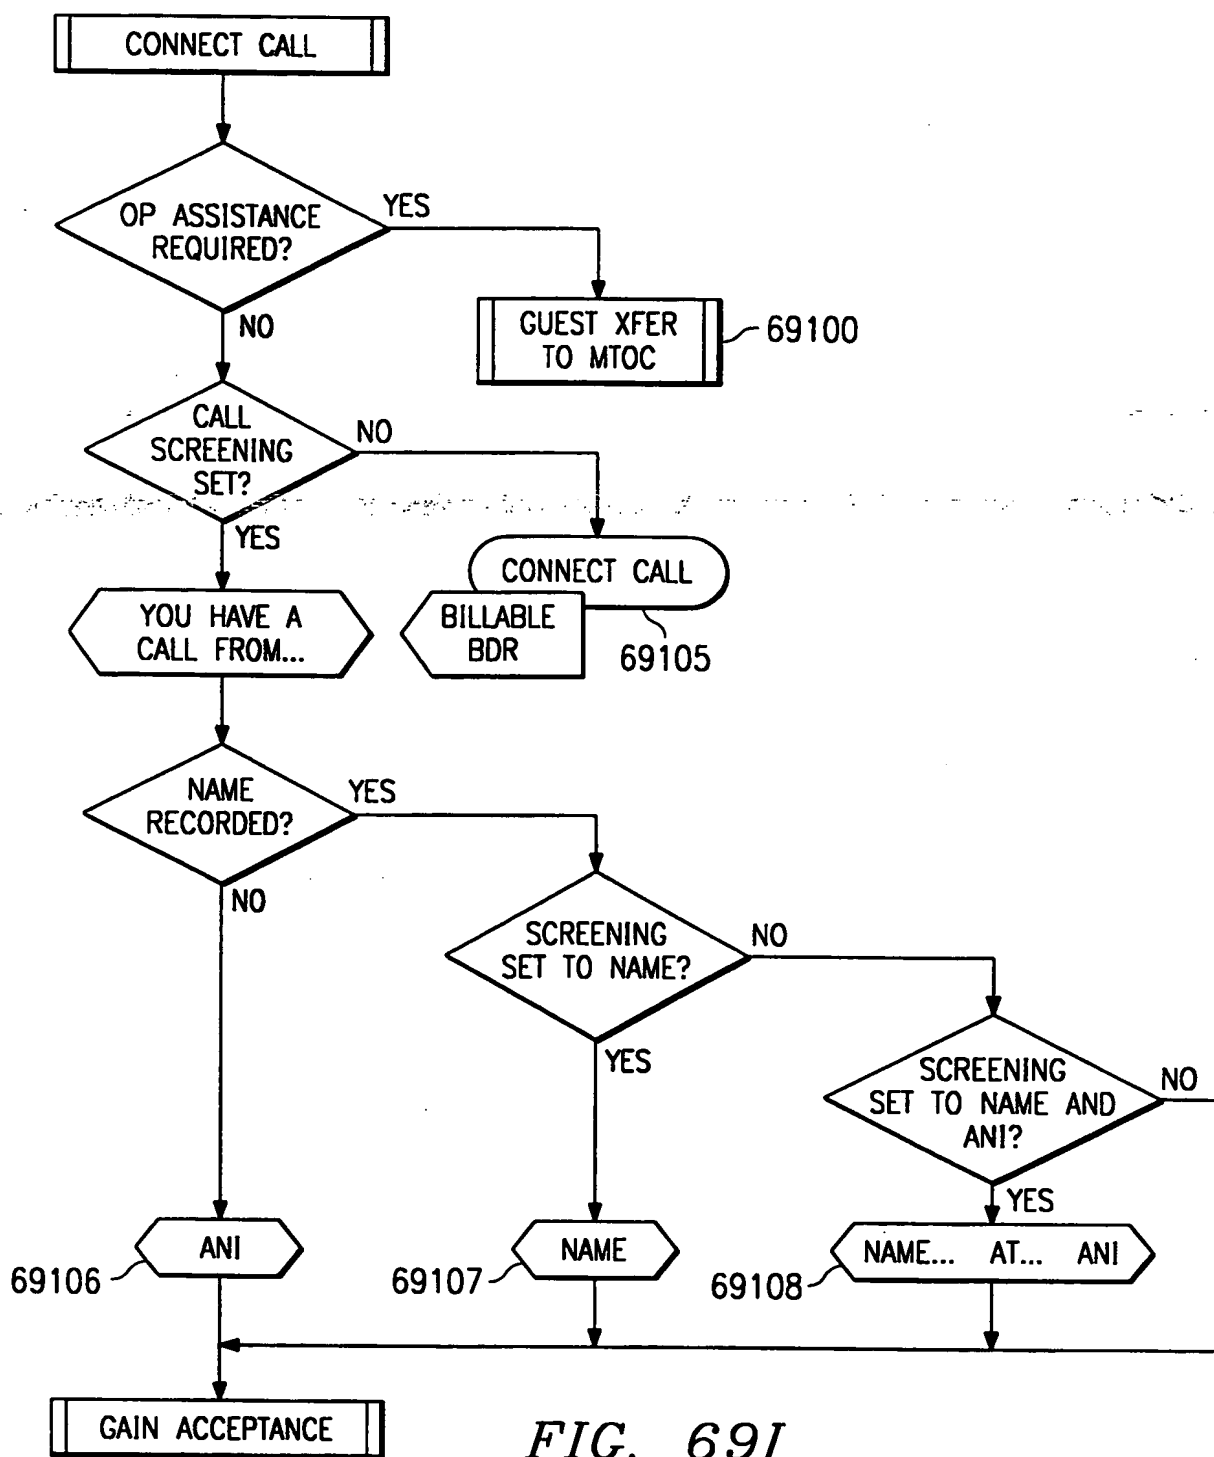 CONNECT CALL
OP ASSISTANCE
REQUIRED?
YES
NO
GUEST XFER
TO MTOC
69100
CALL
SCREENING
SET?
NO
YES
CONNECT CALL
BILLABLE
BDR
69105
YOU HAVE A
CALL FROM...
NAME
RECORDED?
YES
NO
SCREENING
SET TO NAME?
NO
YES
SCREENING
SET TO NAME AND
ANI?
NO
YES
ANI
69106
NAME
69107
NAME... AT... ANI
69108
GAIN ACCEPTANCE
FIG. 69I